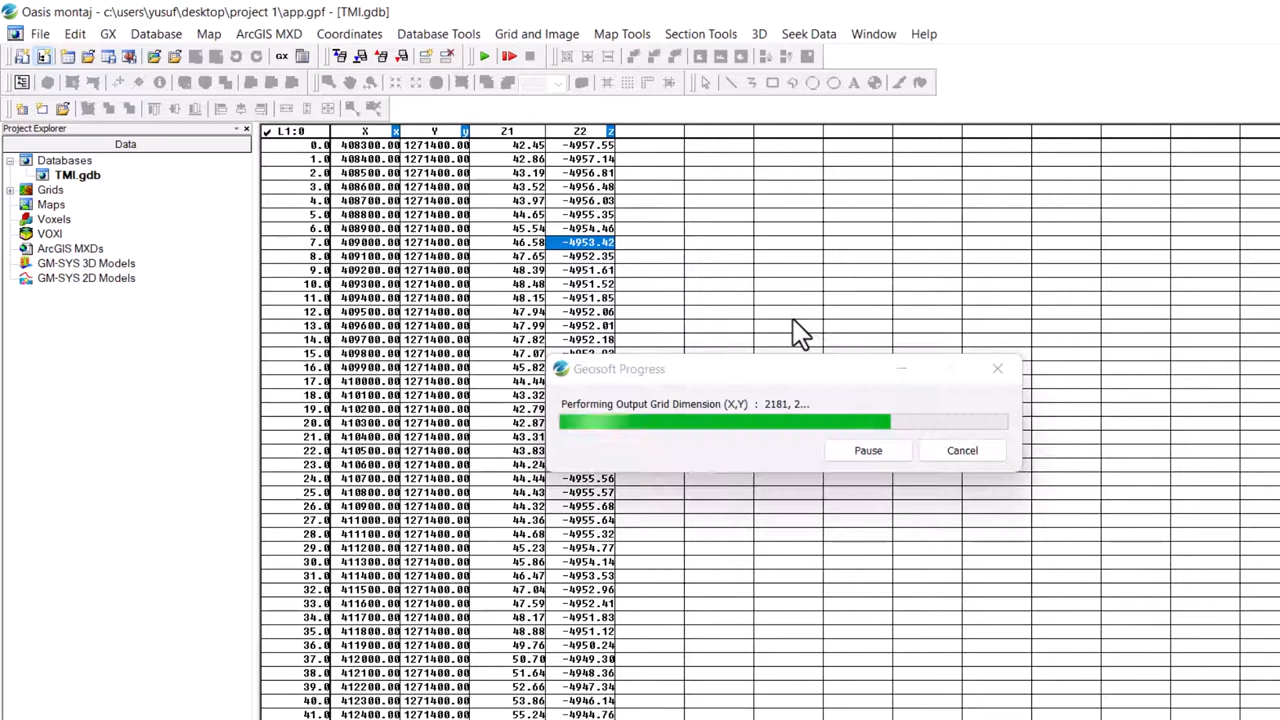 Oasis montaj - c:\users\yusuf\desktop\project 1\app.gpf - [TMI.gdb]
File Edit GX Database Map ArcGIS MXD Coordinates Database Tools Grid and Image Map Tools Section Tools 3D Seek Data Window Help
GX
A
Project Explorer
Data
Databases
TMI.gdb
Grids
Maps
Voxels
VOXI
ArcGIS MXDs
GM-SYS 3D Models
GM-SYS 2D Models
✓ L1:0 X x Y y Z1 Z2 z
0.0 408300.00 1271400.00 42.45 -4957.55
1.0 408400.00 1271400.00 42.86 -4957.14
2.0 408500.00 1271400.00 43.19 -4956.81
3.0 408600.00 1271400.00 43.52 -4956.48
4.0 408700.00 1271400.00 43.97 -4956.03
5.0 408800.00 1271400.00 44.65 -4955.35
6.0 408900.00 1271400.00 45.54 -4954.46
7.0 409000.00 1271400.00 46.58 -4953.42
8.0 409100.00 1271400.00 47.65 -4952.35
9.0 409200.00 1271400.00 48.39 -4951.61
10.0 409300.00 1271400.00 48.48 -4951.52
11.0 409400.00 1271400.00 48.15 -4951.85
12.0 409500.00 1271400.00 47.94 -4952.06
13.0 409600.00 1271400.00 47.99 -4952.01
14.0 409700.00 1271400.00 47.82 -4952.18
15.0 409800.00 1271400.00 47.07
16.0 409900.00 1271400.00 45.82
17.0 410000.00 1271400.00 44.44
18.0 410100.00 1271400.00 43.32
19.0 410200.00 1271400.00 42.77
20.0 410300.00 1271400.00 42.87
21.0 410400.00 1271400.00 43.31
22.0 410500.00 1271400.00 43.83
23.0 410600.00 1271400.00 44.24
24.0 410700.00 1271400.00 44.44 -4955.56
25.0 410800.00 1271400.00 44.43 -4955.57
26.0 410900.00 1271400.00 44.32 -4955.68
27.0 411000.00 1271400.00 44.36 -4955.64
28.0 411100.00 1271400.00 44.68 -4955.32
29.0 411200.00 1271400.00 45.23 -4954.77
30.0 411300.00 1271400.00 45.86 -4954.14
31.0 411400.00 1271400.00 46.47 -4953.53
32.0 411500.00 1271400.00 47.04 -4952.96
33.0 411600.00 1271400.00 47.59 -4952.41
34.0 411700.00 1271400.00 48.17 -4951.83
35.0 411800.00 1271400.00 48.88 -4951.12
36.0 411900.00 1271400.00 49.76 -4950.24
37.0 412000.00 1271400.00 50.70 -4949.30
38.0 412100.00 1271400.00 51.64 -4948.36
39.0 412200.00 1271400.00 52.66 -4947.34
40.0 412300.00 1271400.00 53.86 -4946.14
41.0 412400.00 1271400.00 55.24 -4944.76
Geosoft Progress
Performing Output Grid Dimension (X,Y) : 2181, 2...
Pause Cancel